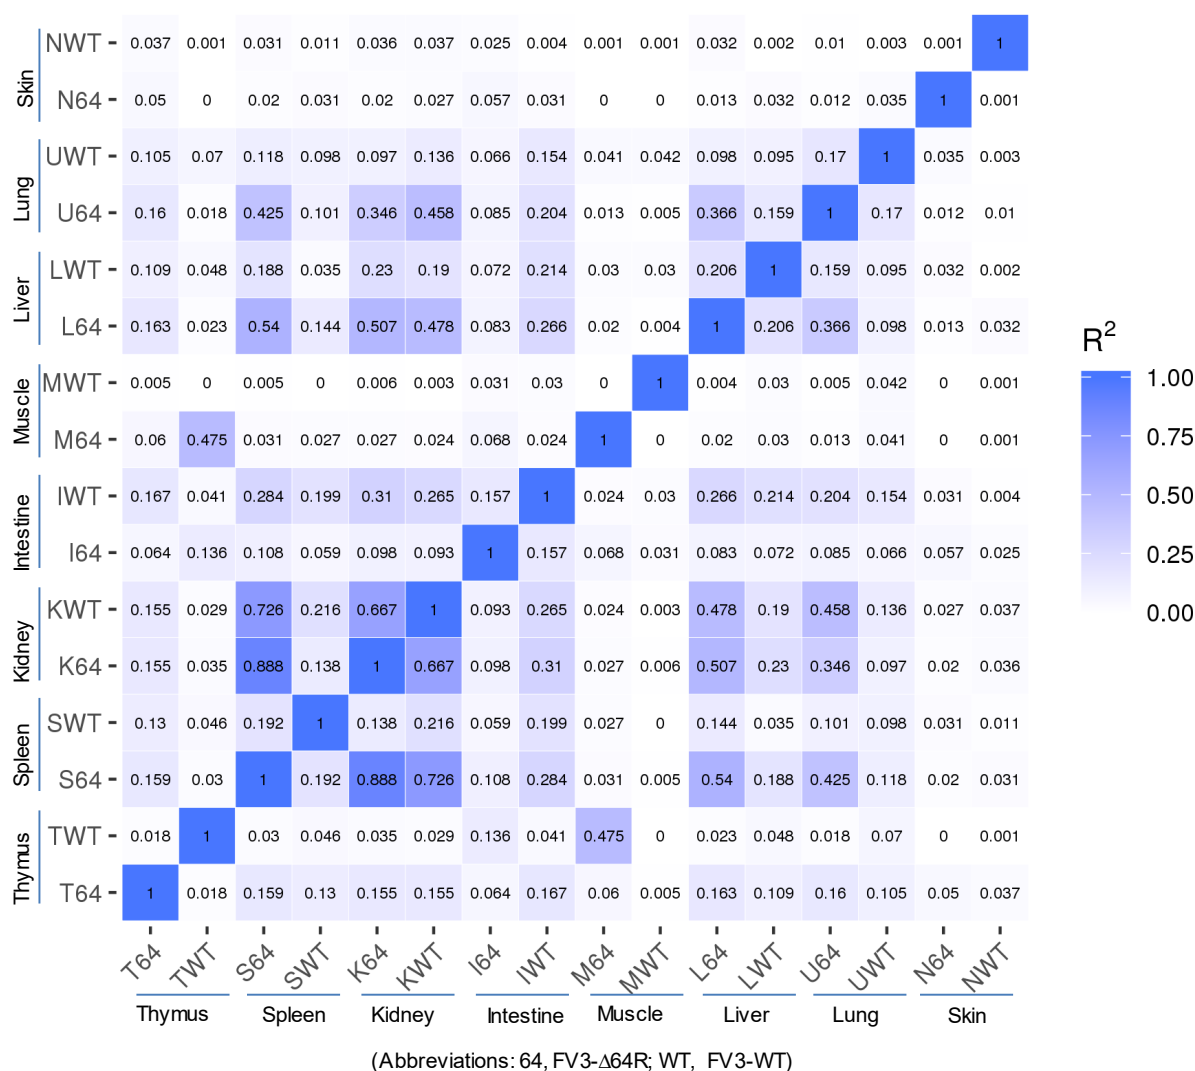 Skin
NWT 0.037 0.001 0.031 0.011 0.036 0.037 0.025 0.004 0.001 0.001 0.032 0.002 0.01 0.003 0.001 1
N64 0.05 0 0.02 0.031 0.02 0.027 0.057 0.031 0 0 0.013 0.032 0.012 0.035 1 0.001
Lung
UWT 0.105 0.07 0.118 0.098 0.097 0.136 0.066 0.154 0.041 0.042 0.098 0.095 0.17 1 0.035 0.003
U64 0.16 0.018 0.425 0.101 0.346 0.458 0.085 0.204 0.013 0.005 0.366 0.159 1 0.17 0.012 0.01
Liver
LWT 0.109 0.048 0.188 0.035 0.23 0.19 0.072 0.214 0.03 0.03 0.206 1 0.159 0.095 0.032 0.002
L64 0.163 0.023 0.54 0.144 0.507 0.478 0.083 0.266 0.02 0.004 1 0.206 0.366 0.098 0.013 0.032
Muscle
MWT 0.005 0 0.005 0 0.006 0.003 0.031 0.03 0 1 0.004 0.03 0.005 0.042 0 0.001
M64 0.06 0.475 0.031 0.027 0.027 0.024 0.068 0.024 1 0 0.02 0.03 0.013 0.041 0 0.001
Intestine
IWT 0.167 0.041 0.284 0.199 0.31 0.265 0.157 1 0.024 0.03 0.266 0.214 0.204 0.154 0.031 0.004
I64 0.064 0.136 0.108 0.059 0.098 0.093 1 0.157 0.068 0.031 0.083 0.072 0.085 0.066 0.057 0.025
Kidney
KWT 0.155 0.029 0.726 0.216 0.667 1 0.093 0.265 0.024 0.003 0.478 0.19 0.458 0.136 0.027 0.037
K64 0.155 0.035 0.888 0.138 1 0.667 0.098 0.31 0.027 0.006 0.507 0.23 0.346 0.097 0.02 0.036
Spleen
SWT 0.13 0.046 0.192 1 0.138 0.216 0.059 0.199 0.027 0 0.144 0.035 0.101 0.098 0.031 0.011
S64 0.159 0.03 1 0.192 0.888 0.726 0.108 0.284 0.031 0.005 0.54 0.188 0.425 0.118 0.02 0.031
Thymus
TWT 0.018 1 0.03 0.046 0.035 0.029 0.136 0.041 0.475 0 0.023 0.048 0.018 0.07 0 0.001
T64 1 0.018 0.159 0.13 0.155 0.155 0.064 0.167 0.06 0.005 0.163 0.109 0.16 0.105 0.05 0.037
T64 TWT S64 SWT K64 KWT I64 IWT M64 MWT L64 LWT U64 UWT N64 NWT
Thymus Spleen Kidney Intestine Muscle Liver Lung Skin
(Abbreviations: 64, FV3-Δ64R; WT, FV3-WT)
R²
1.00
0.75
0.50
0.25
0.00